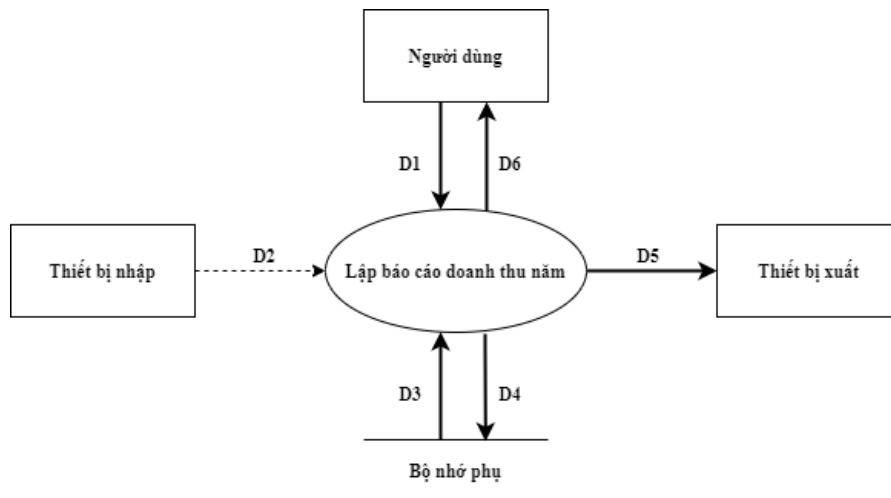 Người dùng
D1
D6
Thiết bị nhập
D2
Lập báo cáo doanh thu năm
D5
Thiết bị xuất
D3
D4
Bộ nhớ phụ